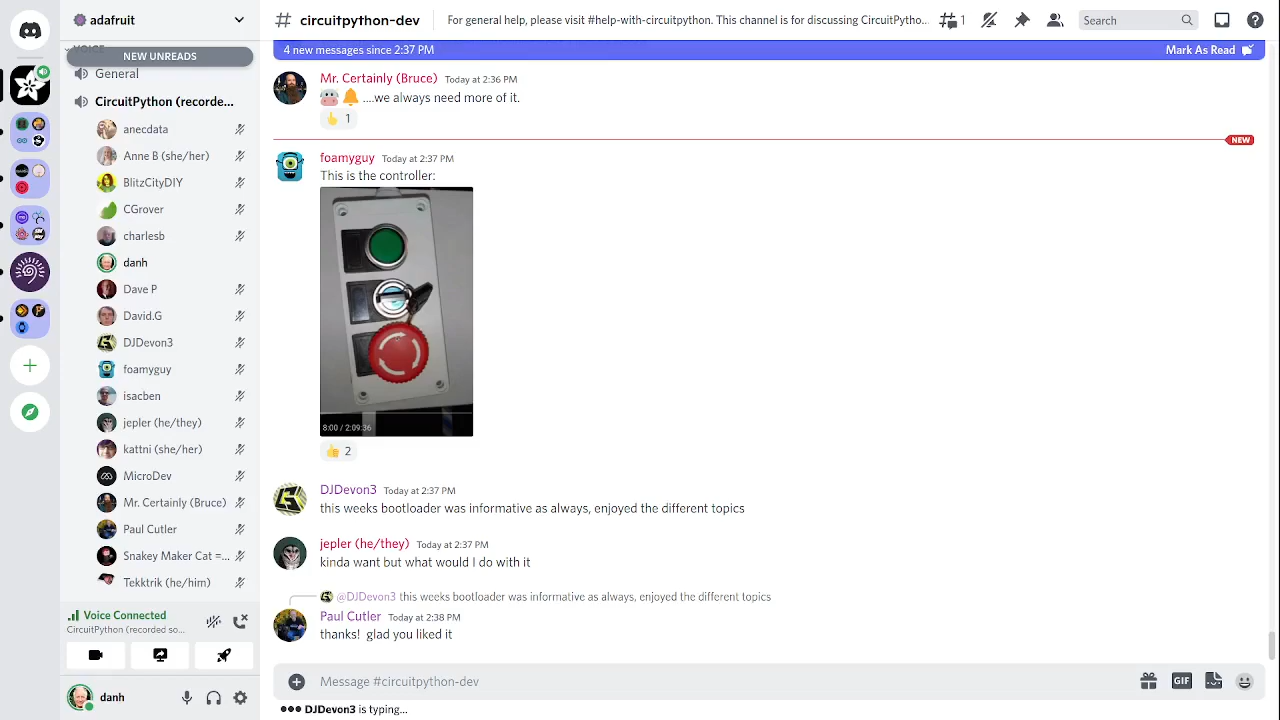 adafruit
# circuitpython-dev
For general help, please visit #help-with-circuitpython. This channel is for discussing CircuitPytho...
1
Search
VOICE
NEW UNREADS
General
CircuitPython (recorde...
anecdata
Anne B (she/her)
BlitzCityDIY
CGrover
charlesb
danh
Dave P
David.G
DJDevon3
foamyguy
isacben
jepler (he/they)
kattni (she/her)
MicroDev
Mr. Certainly (Bruce)
Paul Cutler
Snakey Maker Cat =...
Tekktrik (he/him)
Voice Connected
CircuitPython (recorded so...
danh
4 new messages since 2:37 PM
Mark As Read
Mr. Certainly (Bruce) Today at 2:36 PM
....we always need more of it.
1
NEW
foamyguy Today at 2:37 PM
This is the controller:
8:00 / 2:09:36
2
DJDevon3 Today at 2:37 PM
this weeks bootloader was informative as always, enjoyed the different topics
jepler (he/they) Today at 2:37 PM
kinda want but what would I do with it
@DJDevon3 this weeks bootloader was informative as always, enjoyed the different topics
Paul Cutler Today at 2:38 PM
thanks! glad you liked it
Message #circuitpython-dev
GIF
DJDevon3 is typing...